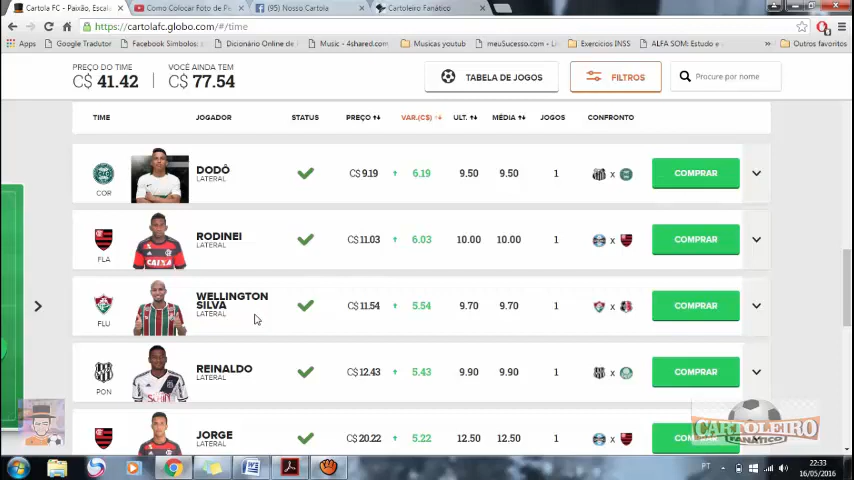 Cartola FC - Paixão, Escala
Como Colocar Foto de Pe
(95) Nosso Cartola
Cartoleiro Fanático
https://cartolafc.globo.com/#/time
Apps
Google Tradutor
Facebook Símbolos:
Dicionário Online de
Music - 4shared.com
Musicas youtub
meuSucesso.com - L
Exercicios INSS
ALFA SOM: Estudo e
»
Outros favoritos
PREÇO DO TIME
C$ 41.42
VOCÊ AINDA TEM
C$ 77.54
TABELA DE JOGOS
FILTROS
Procure por nome
TIME JOGADOR STATUS PREÇO VAR.(C$) ULT. MÉDIA JOGOS CONFRONTO
COR
DODÔ
LATERAL
C$ 9.19 6.19 9.50 9.50 1 X COMPRAR
FLA
RODINEI
LATERAL
C$ 11.03 6.03 10.00 10.00 1 X COMPRAR
FLU
WELLINGTON
SILVA
LATERAL
C$ 11.54 5.54 9.70 9.70 1 X COMPRAR
PON
REINALDO
LATERAL
C$ 12.43 5.43 9.90 9.90 1 X COMPRAR
FLA
JORGE
LATERAL
C$ 20.22 5.22 12.50 12.50 1 X
CARTOLEIRO
FANÁTICO
PT
22:33
16/05/2016